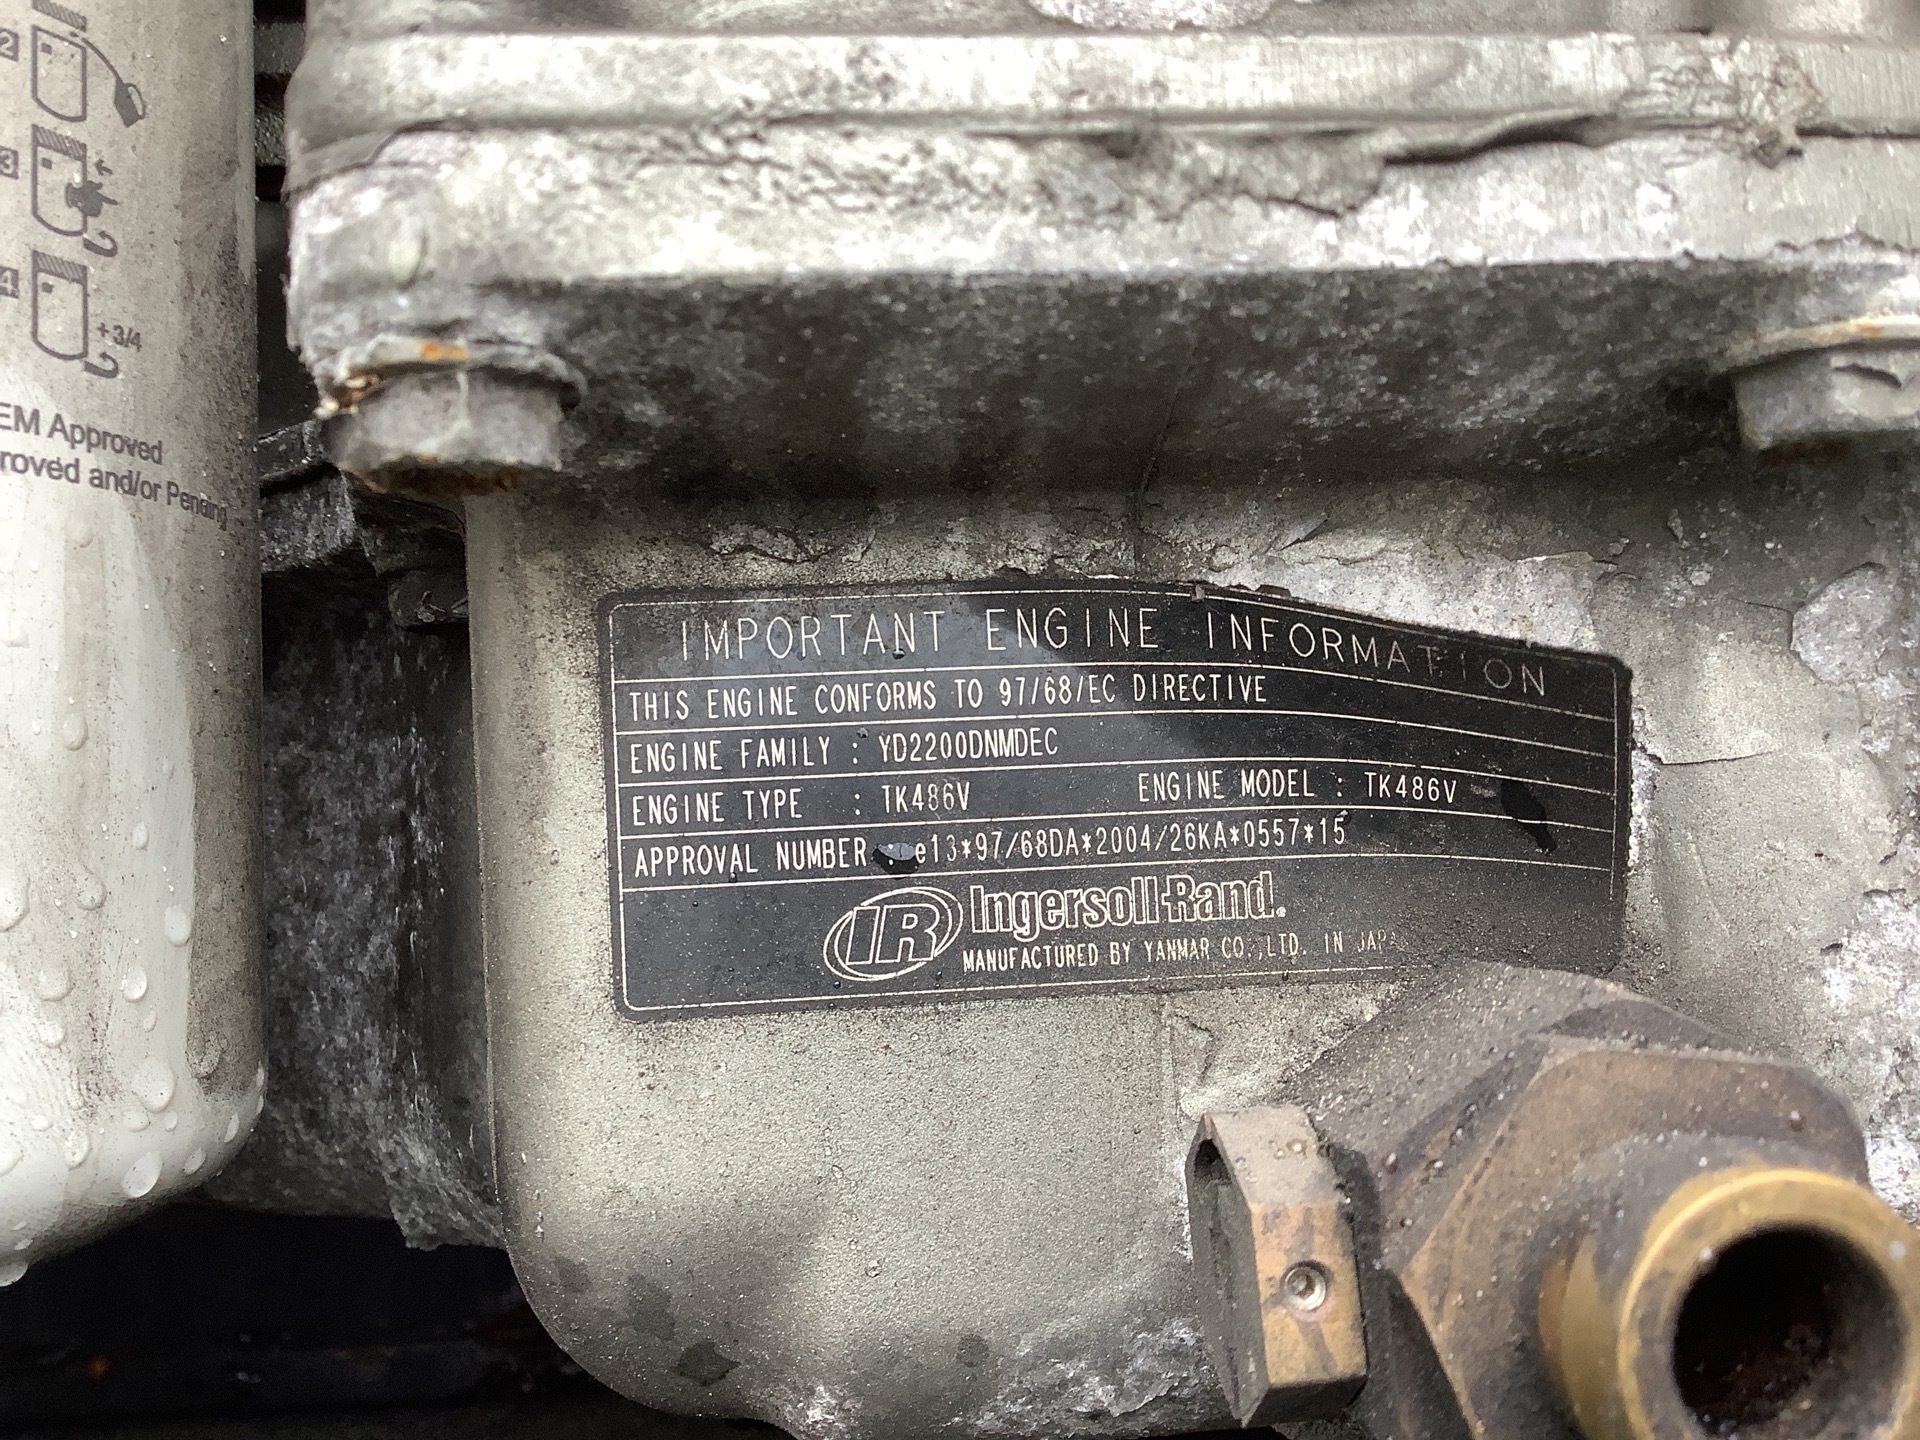 2
3
4
+3/4
EM Approved
roved and/or Pending
IMPORTANT ENGINE INFORMATION
THIS ENGINE CONFORMS TO 97/68/EC DIRECTIVE
ENGINE FAMILY : YD2200DNMDEC
ENGINE TYPE : TK486V ENGINE MODEL : TK486V
APPROVAL NUMBER : e13*97/68DA*2004/26KA*0557*15
IR Ingersoll-Rand.
MANUFACTURED BY YANMAR CO.,LTD. IN JAPA